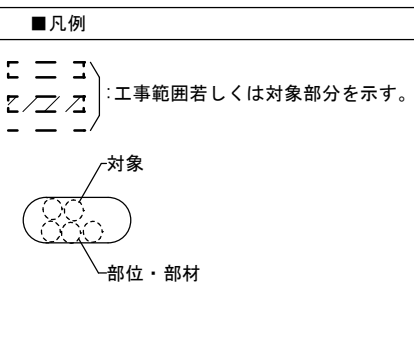 ■凡例
:工事範囲若しくは対象部分を示す。
対象
部位・部材